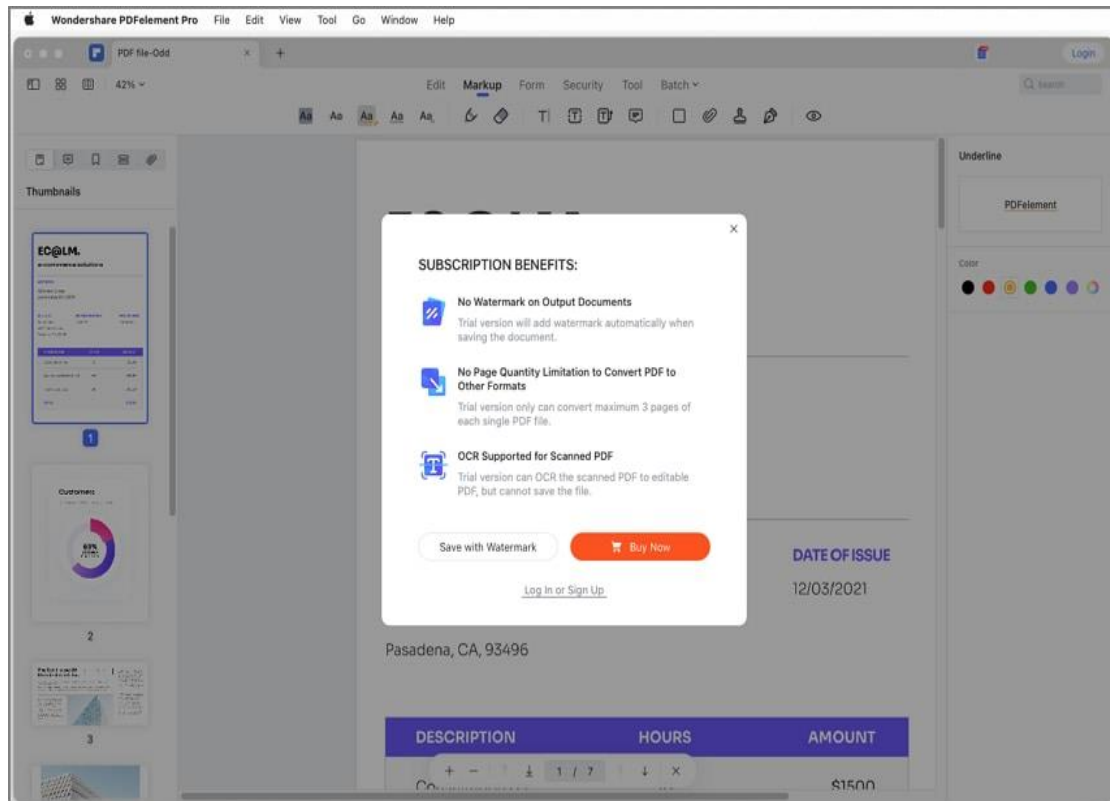 Wondershare PDFelement Pro File Edit View Tool Go Window Help
PDF file-Odd
Login
42%
Edit Markup Form Security Tool Batch
Search
Aa Aa Aa Aa Aa
Thumbnails
EC@LM.
1
Customers
2
3
Underline
PDFelement
Color
SUBSCRIPTION BENEFITS:
No Watermark on Output Documents
Trial version will add watermark automatically when
saving the document.
No Page Quantity Limitation to Convert PDF to
Other Formats
Trial version only can convert maximum 3 pages of
each single PDF file.
OCR Supported for Scanned PDF
Trial version can OCR the scanned PDF to editable
PDF, but cannot save the file.
Save with Watermark
Buy Now
Log In or Sign Up
DATE OF ISSUE
12/03/2021
Pasadena, CA, 93496
DESCRIPTION HOURS AMOUNT
1 / 7
$1500